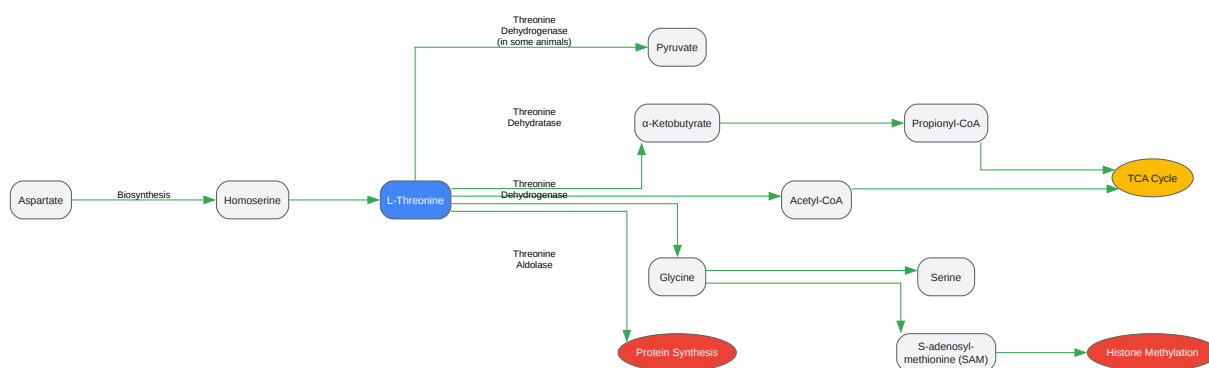 Threonine
Dehydrogenase
(in some animals)
Pyruvate
Threonine
Dehydratase
α-Ketobutyrate
Propionyl-CoA
TCA Cycle
Aspartate
Biosynthesis
Homoserine
L-Threonine
Threonine
Dehydrogenase
Acetyl-CoA
Threonine
Aldolase
Glycine
Serine
Protein Synthesis
S-adenosyl-
methionine (SAM)
Histone Methylation